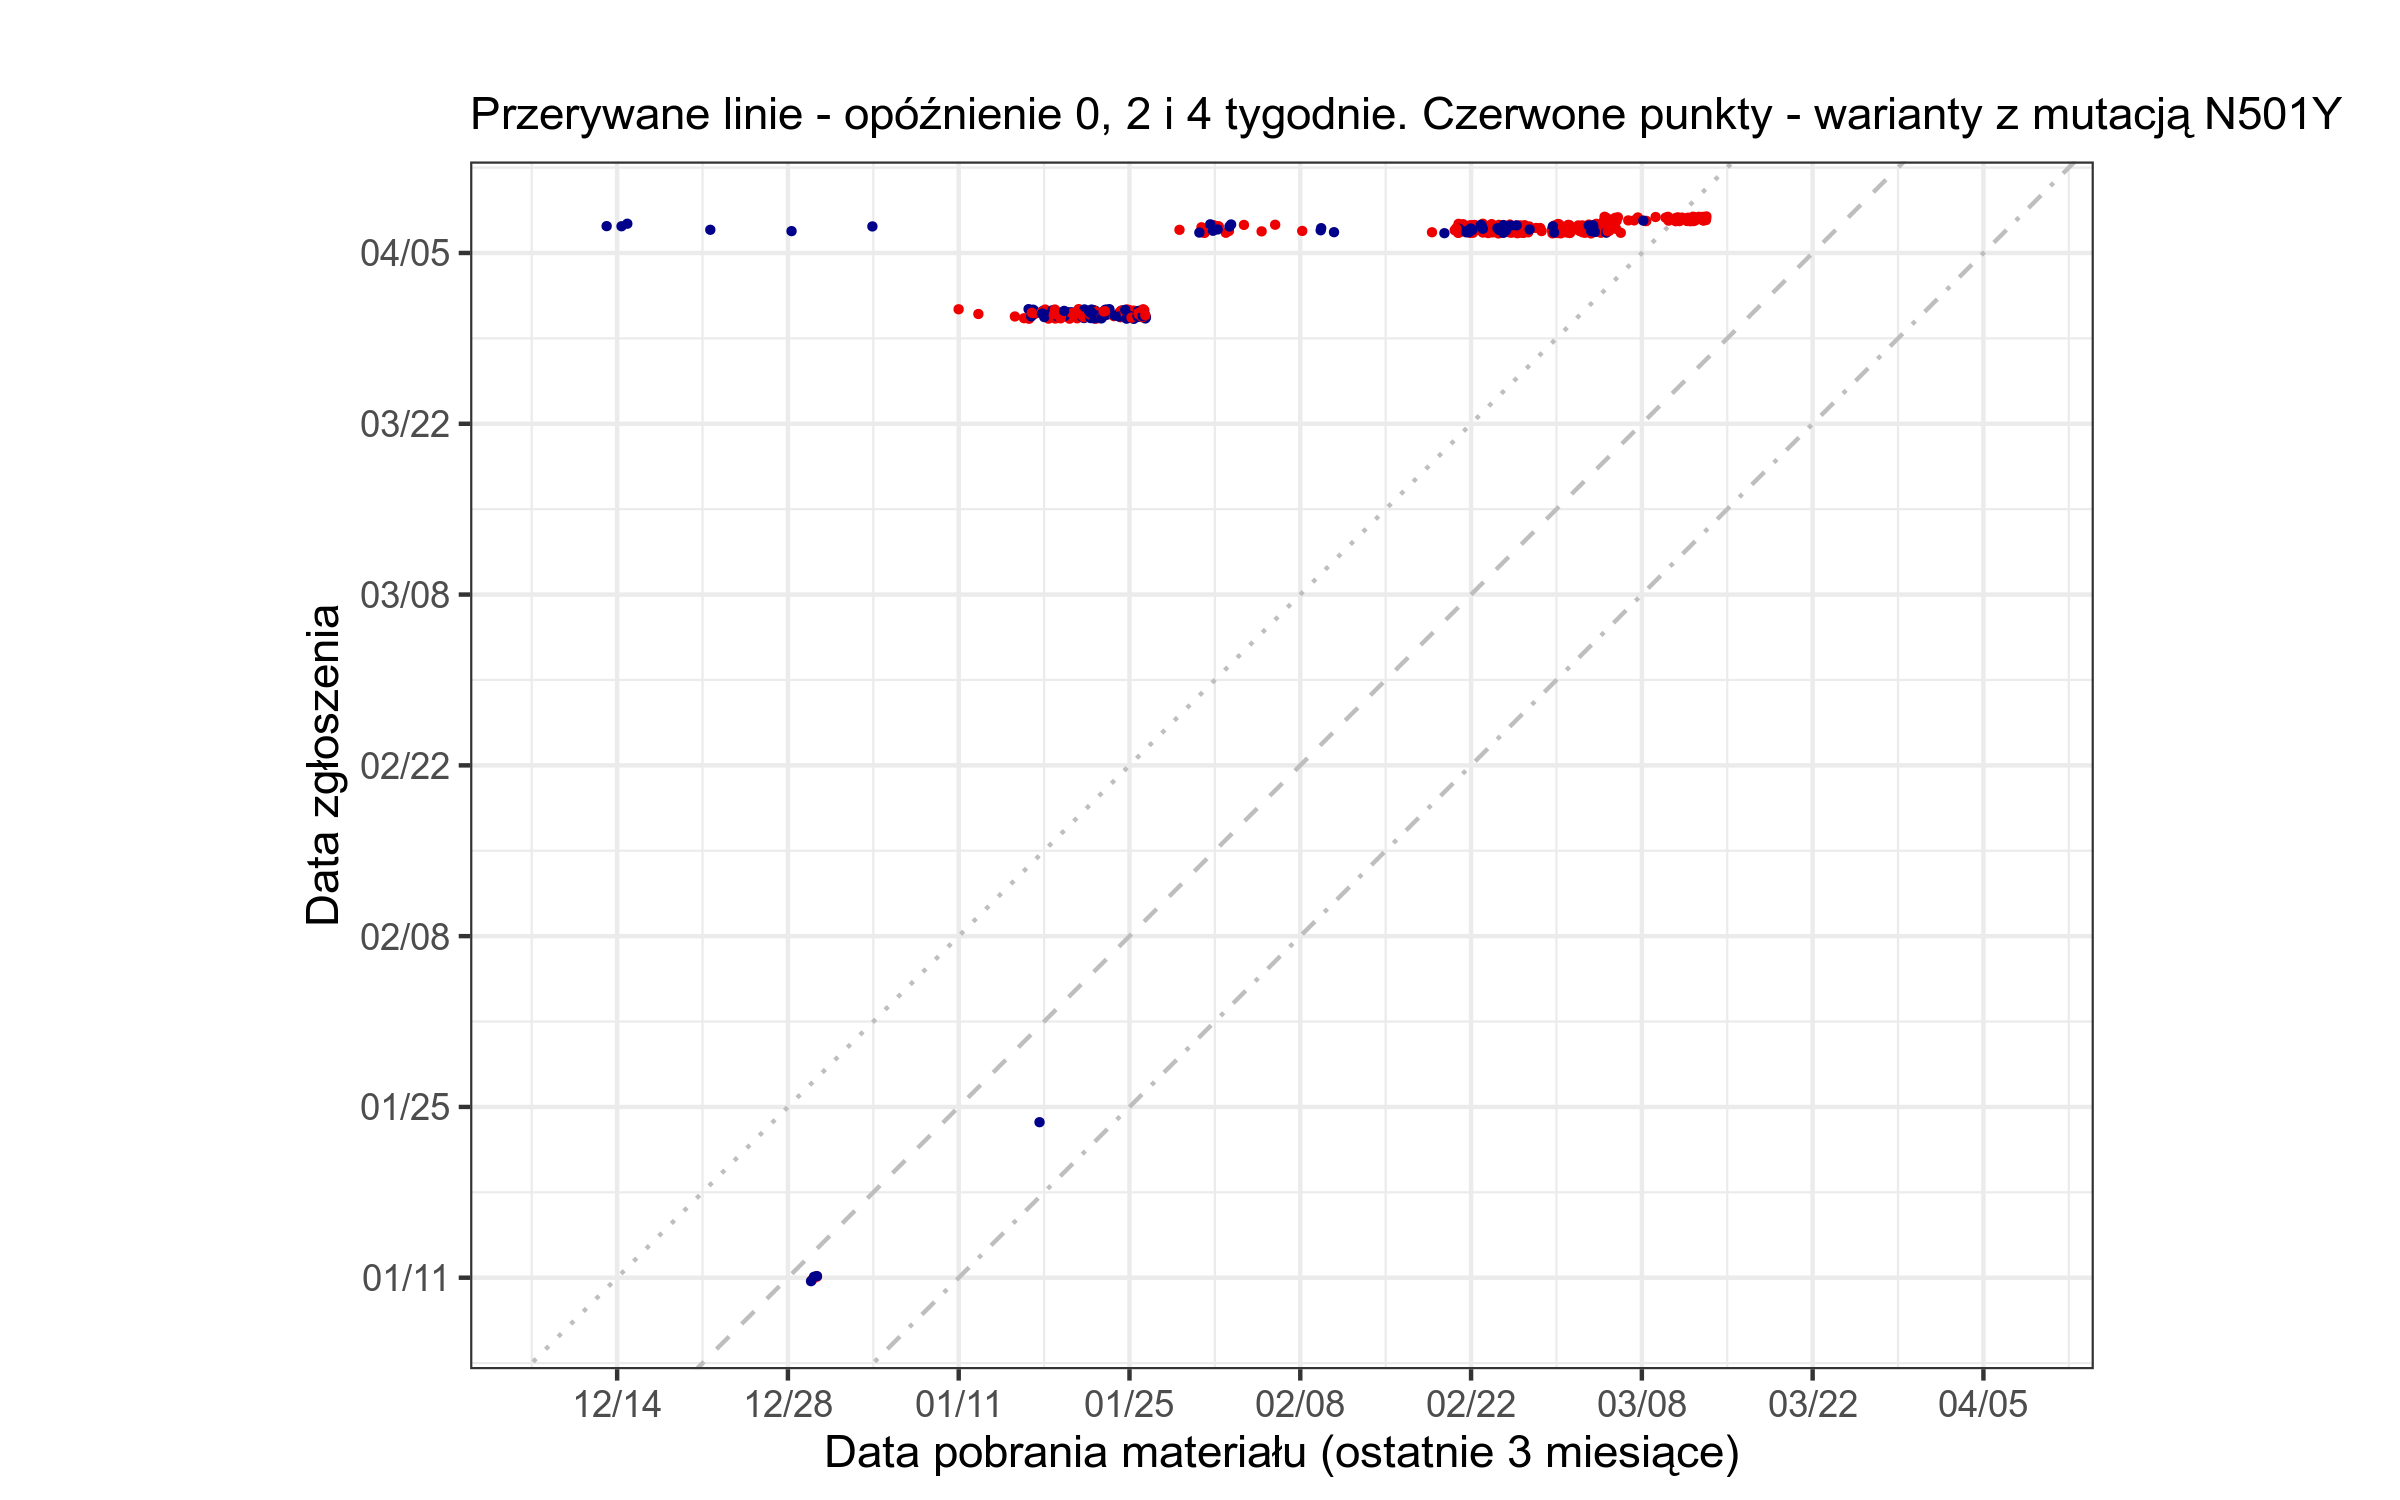 Przerywane linie - opóźnienie 0, 2 i 4 tygodnie. Czerwone punkty - warianty z mutacją N501Y
Data zgłoszenia
04/05
03/22
03/08
02/22
02/08
01/25
01/11
12/14 12/28 01/11 01/25 02/08 02/22 03/08 03/22 04/05
Data pobrania materiału (ostatnie 3 miesiące)